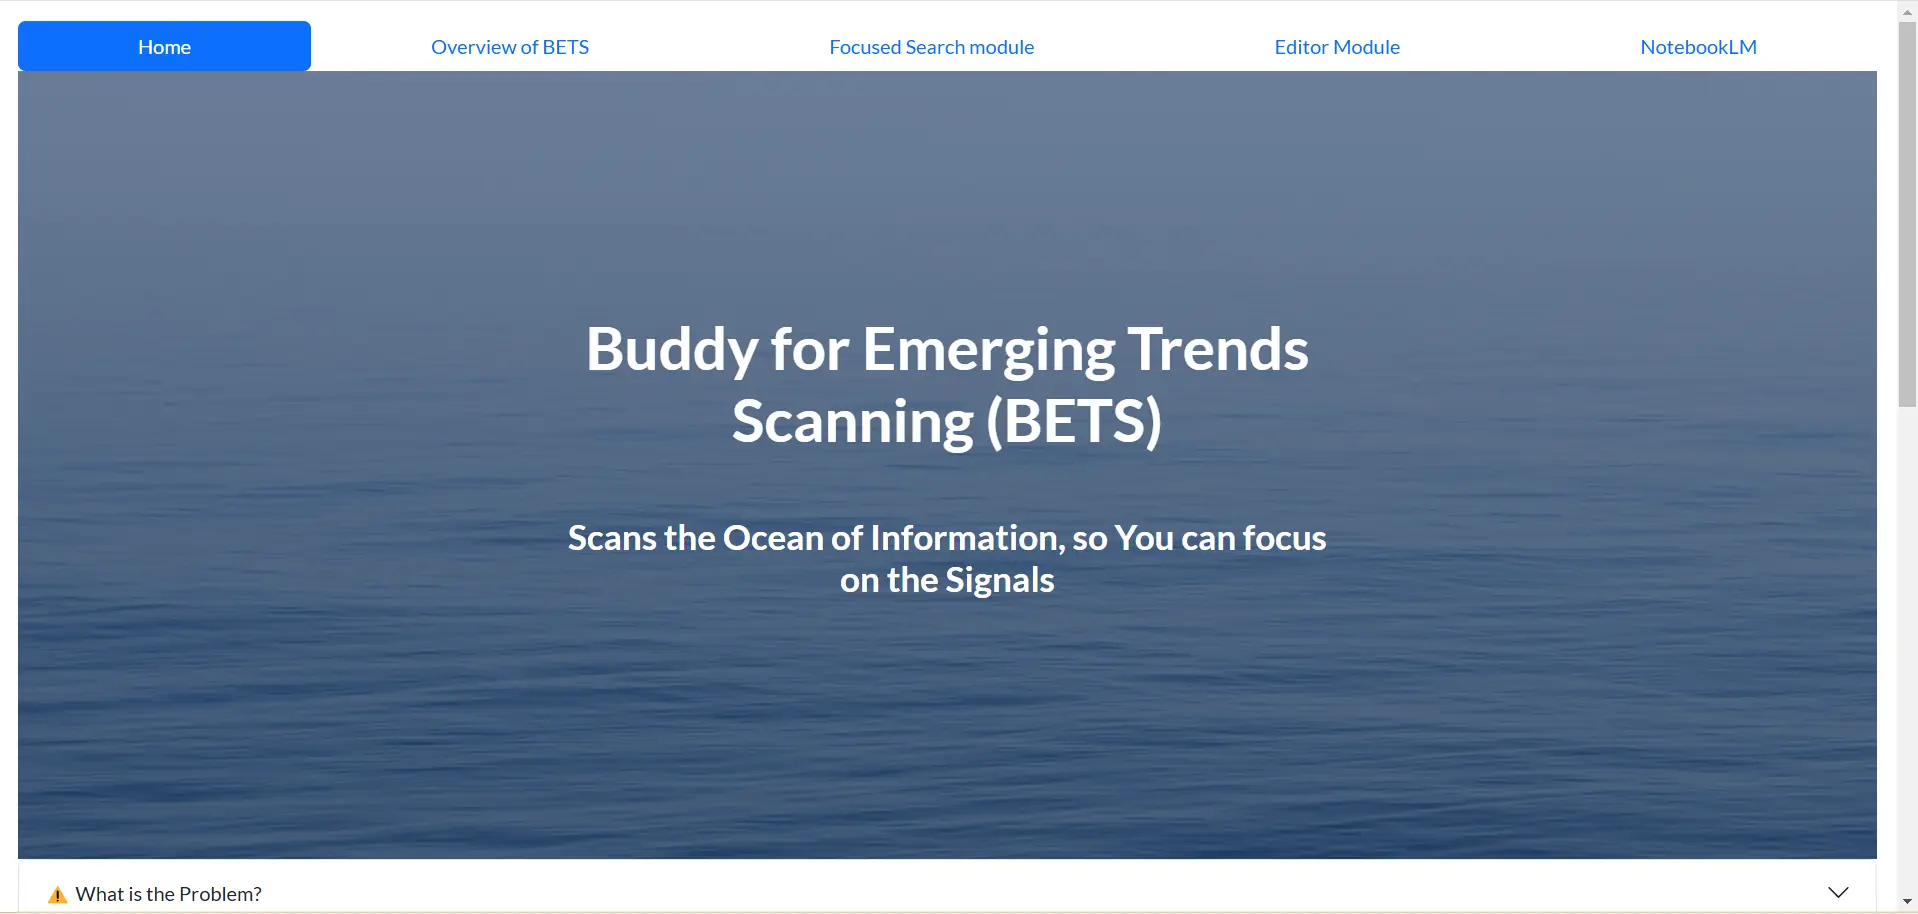 Home
Overview of BETS
Focused Search module
Editor Module
NotebookLM
Buddy for Emerging Trends
Scanning (BETS)
Scans the Ocean of Information, so You can focus
on the Signals
What is the Problem?